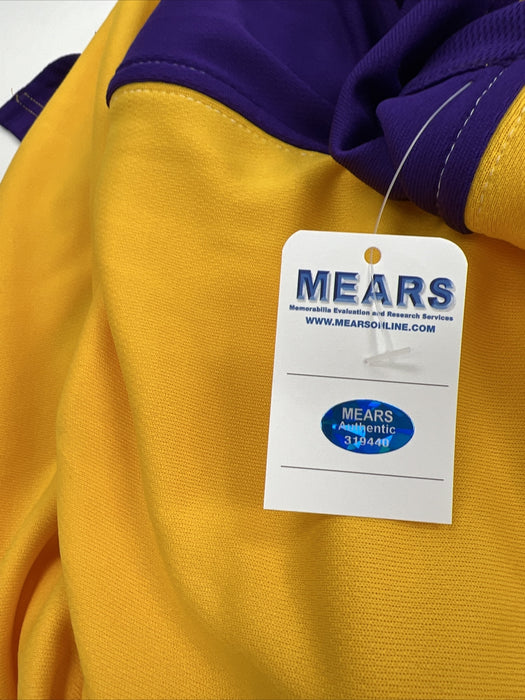 MEARS
Memorabilia Evaluation and Research Services
WWW.MEARSONLINE.COM
MEARS
Authentic
319440